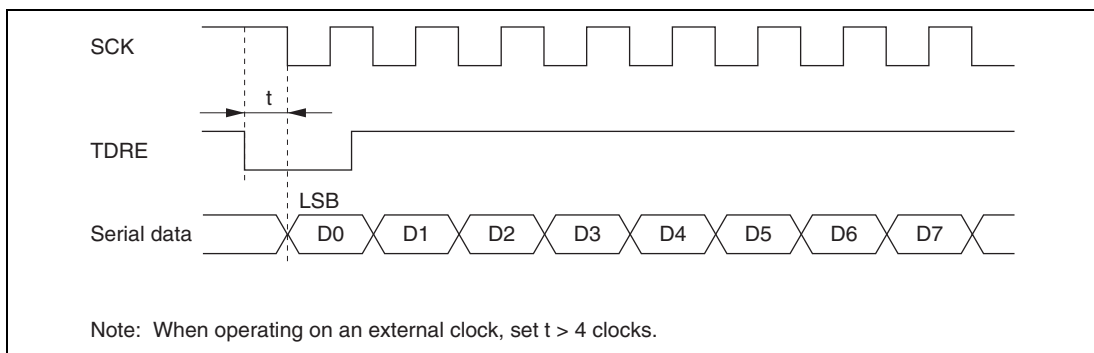 SCK
t
TDRE
LSB
Serial data
D0 D1 D2 D3 D4 D5 D6 D7
Note: When operating on an external clock, set t > 4 clocks.